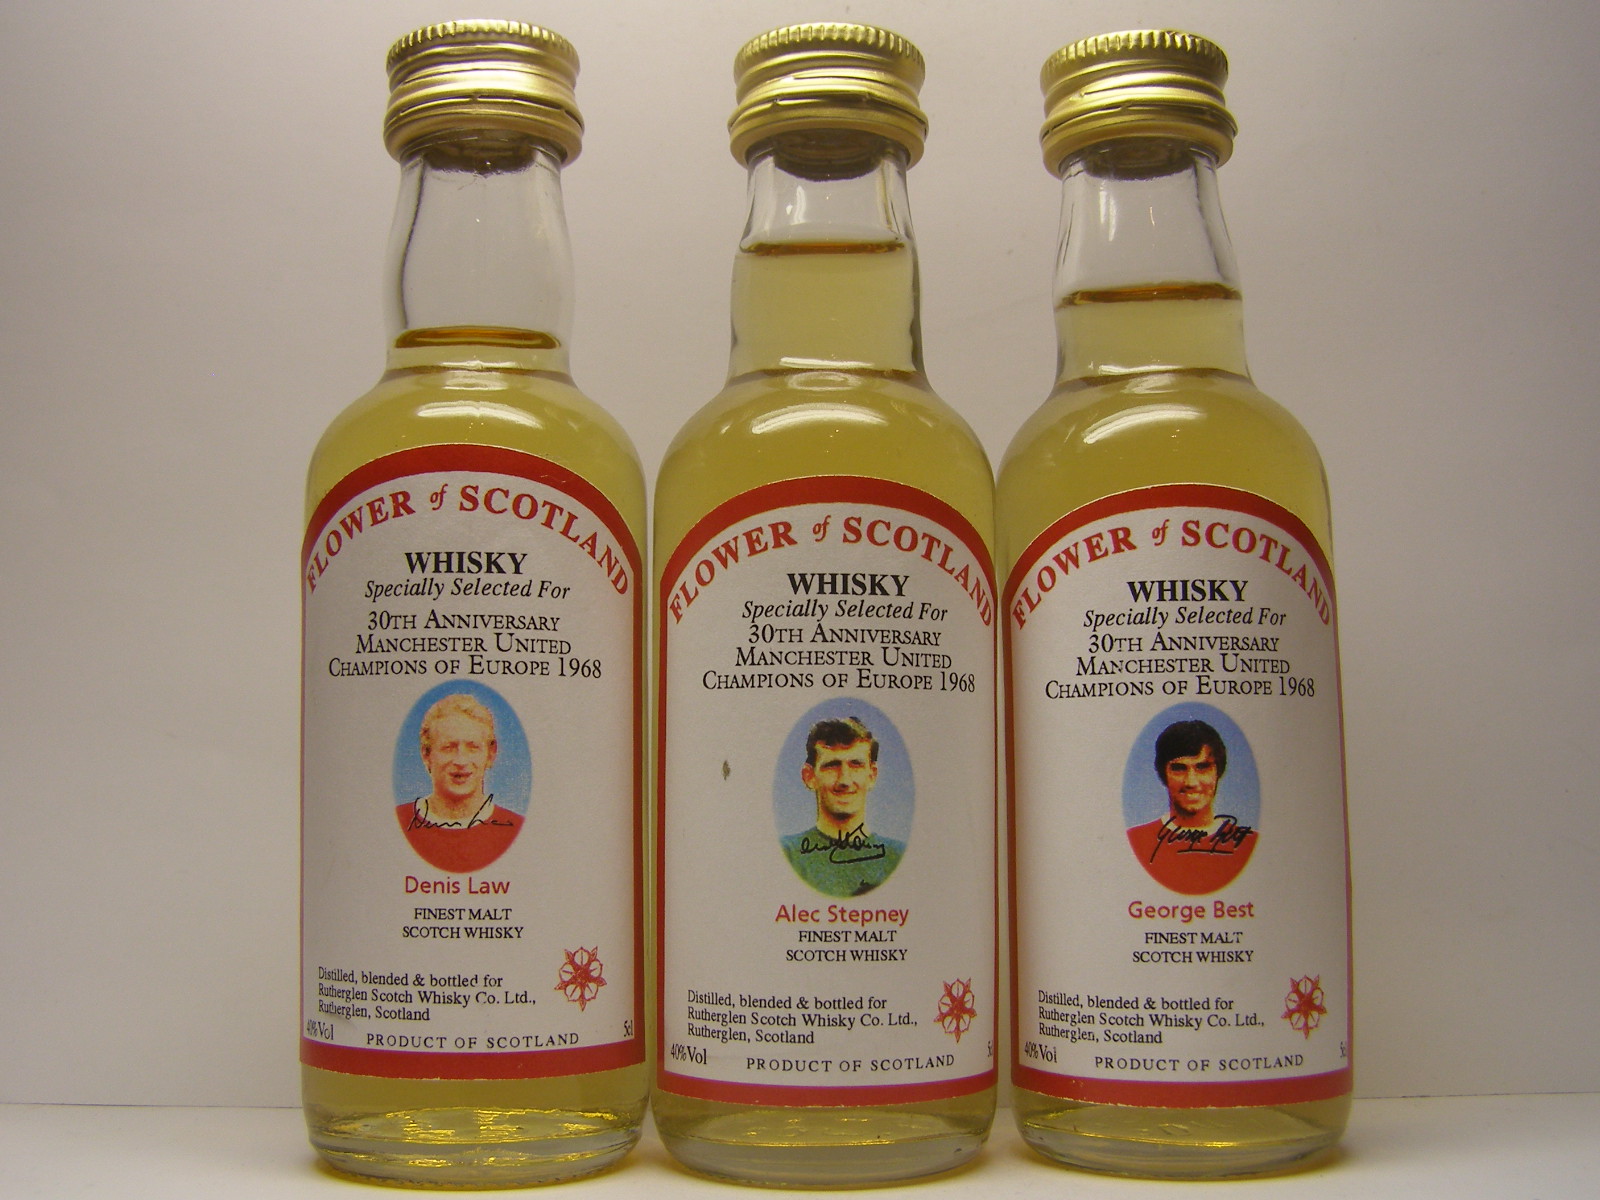 FLOWER of SCOTLAND
WHISKY
Specially Selected For
30TH ANNIVERSARY
MANCHESTER UNITED
CHAMPIONS OF EUROPE 1968
Denis Law
Denis Law
FINEST MALT
SCOTCH WHISKY
Distilled, blended & bottled for
Rutherglen Scotch Whisky Co. Ltd.,
Rutherglen, Scotland
40%Vol
PRODUCT OF SCOTLAND
5cl
FLOWER of SCOTLAND
WHISKY
Specially Selected For
30TH ANNIVERSARY
MANCHESTER UNITED
CHAMPIONS OF EUROPE 1968
Alec Stepney
FINEST MALT
SCOTCH WHISKY
Distilled, blended & bottled for
Rutherglen Scotch Whisky Co. Ltd.,
Rutherglen, Scotland
40%Vol
PRODUCT OF SCOTLAND
FLOWER of SCOTLAND
WHISKY
Specially Selected For
30TH ANNIVERSARY
MANCHESTER UNITED
CHAMPIONS OF EUROPE 1968
George Best
George Best
FINEST MALT
SCOTCH WHISKY
Distilled, blended & bottled for
Rutherglen Scotch Whisky Co. Ltd.,
Rutherglen, Scotland
40%Vol
PRODUCT OF SCOTLAND